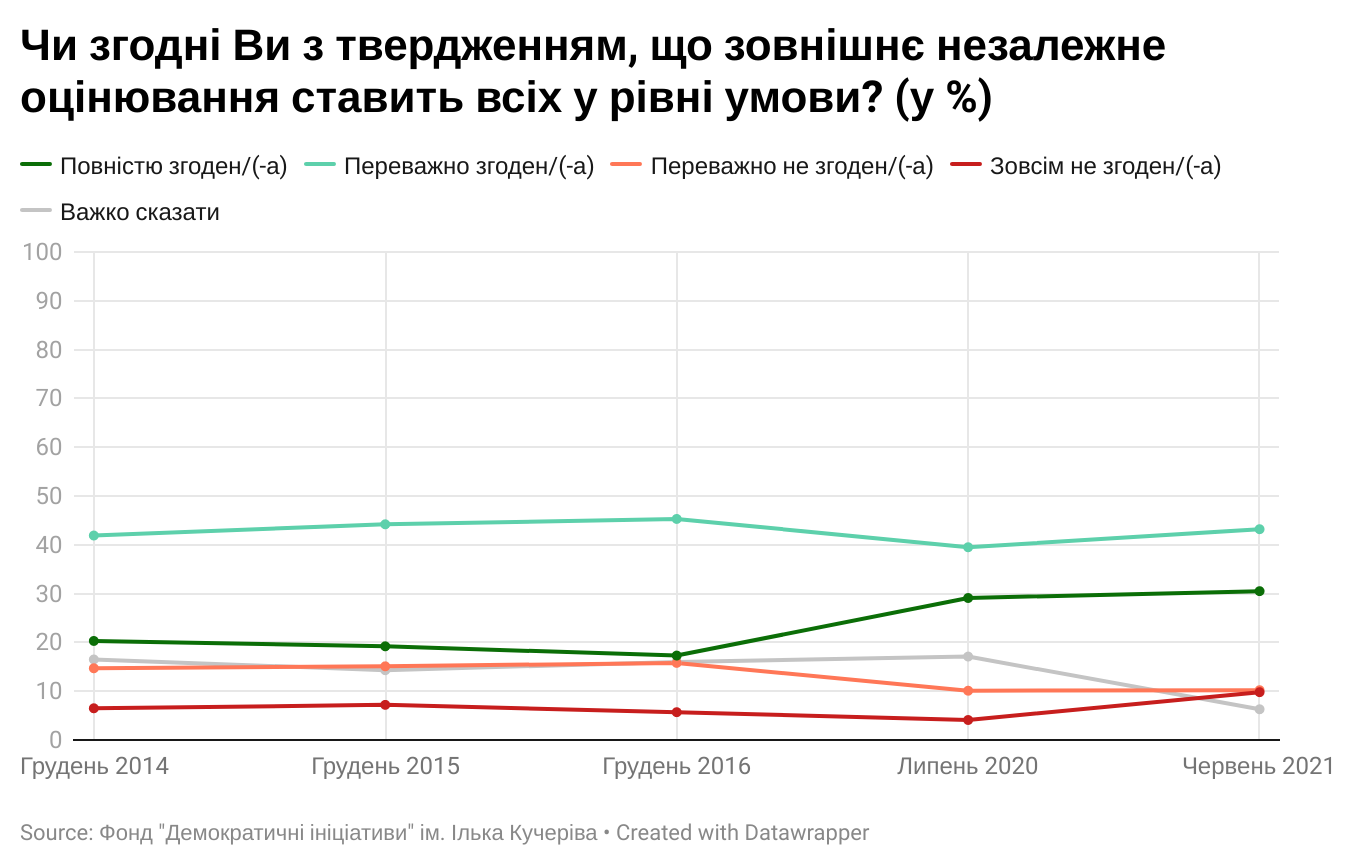 Чи згодні Ви з твердженням, що зовнішнє незалежне
оцінювання ставить всіх у рівні умови? (у %)
Повністю згоден/(-а) Переважно згоден/(-а) Переважно не згоден/(-а) Зовсім не згоден/(-а)
Важко сказати
100
90
80
70
60
50
40
30
20
10
0
Грудень 2014 Грудень 2015 Грудень 2016 Липень 2020 Червень 2021
Source: Фонд "Демократичні ініціативи" ім. Ілька Кучеріва • Created with Datawrapper